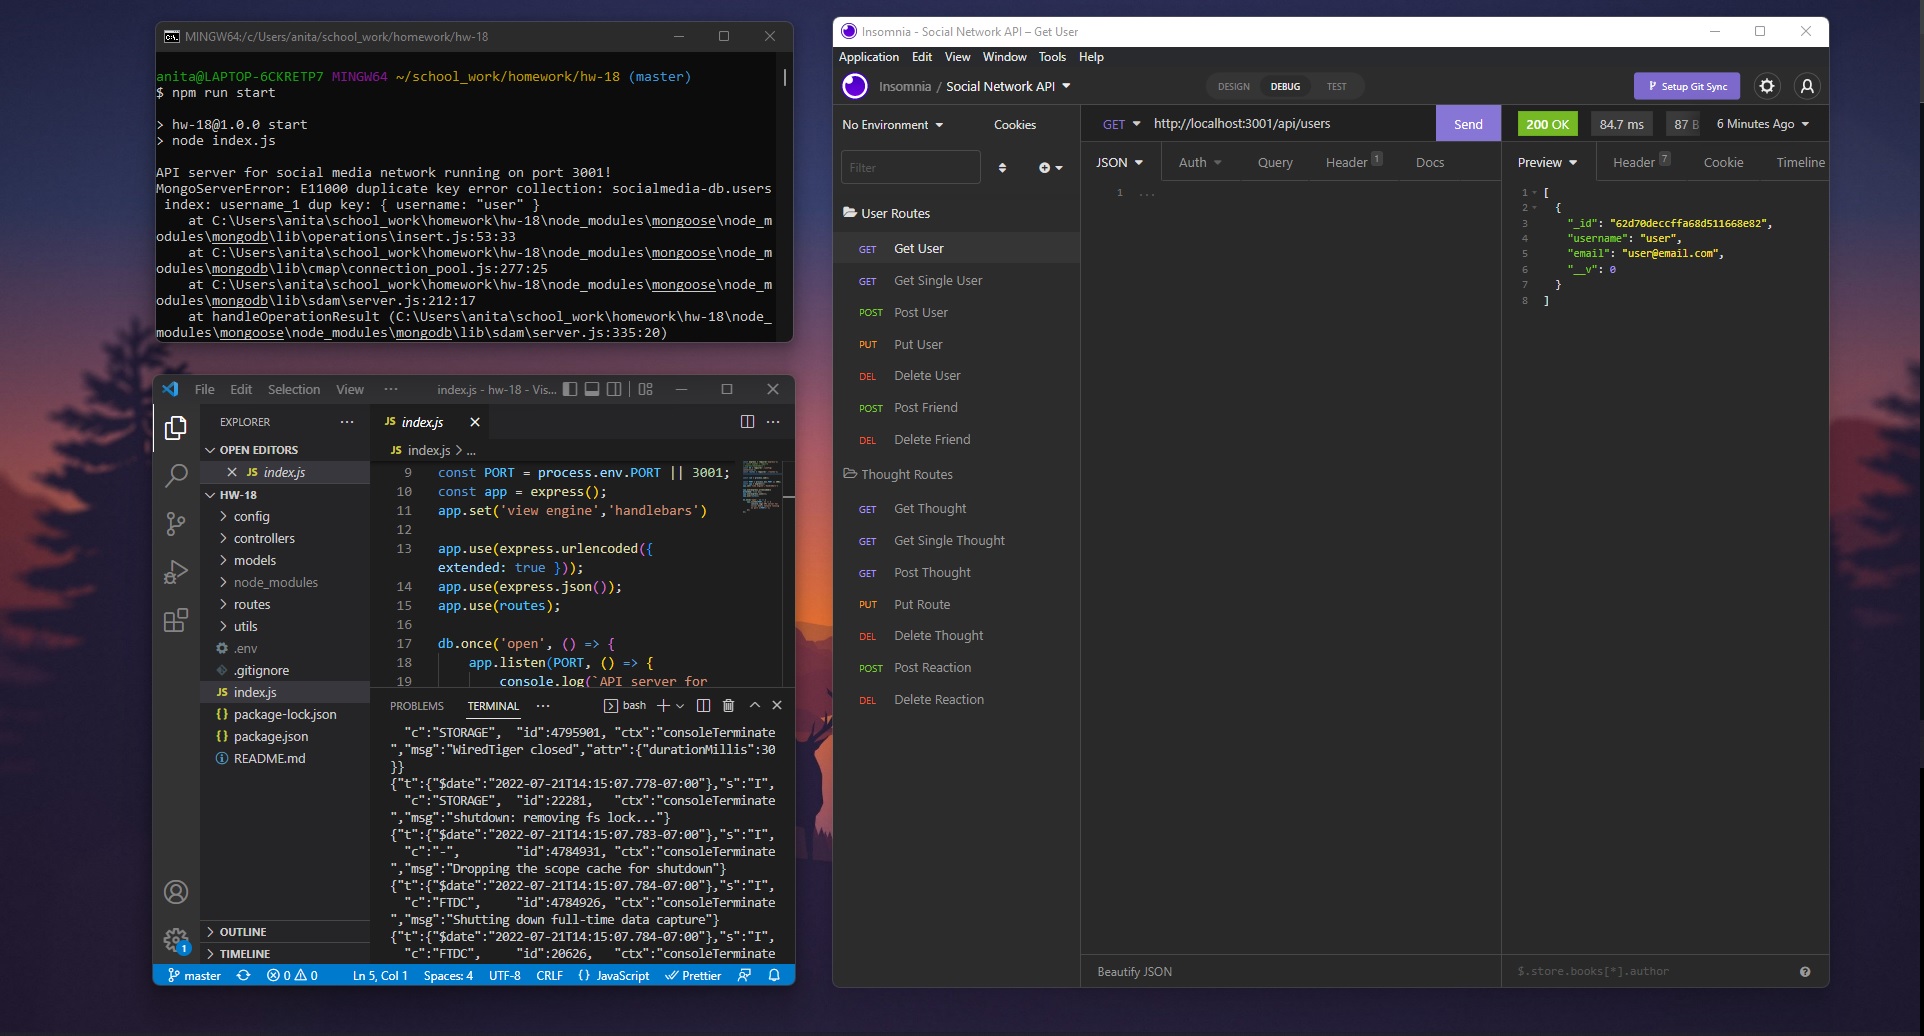 MINGW64:/c/Users/anita/school_work/homework/hw-18
anita@LAPTOP-6CKRETP7 MINGW64 ~/school_work/homework/hw-18 (master)
$ npm run start
> hw-18@1.0.0 start
> node index.js
API server for social media network running on port 3001!
MongoServerError: E11000 duplicate key error collection: socialmedia-db.users
index: username_1 dup key: { username: "user" }
at C:\Users\anita\school_work\homework\hw-18\node_modules\mongoose\node_m
odules\mongodb\lib\operations\insert.js:53:33
at C:\Users\anita\school_work\homework\hw-18\node_modules\mongoose\node_m
odules\mongodb\lib\cmap\connection_pool.js:277:25
at C:\Users\anita\school_work\homework\hw-18\node_modules\mongoose\node_m
odules\mongodb\lib\sdam\server.js:212:17
at handleOperationResult (C:\Users\anita\school_work\homework\hw-18\node_
modules\mongoose\node_modules\mongodb\lib\sdam\server.js:335:20)
File Edit Selection View ··· index.js - hw-18 - Vis...
EXPLORER ···
OPEN EDITORS
JS index.js
HW-18
config
controllers
models
node_modules
routes
utils
.env
.gitignore
JS index.js
{} package-lock.json
{} package.json
README.md
OUTLINE
TIMELINE
JS index.js
JS index.js > ...
9 const PORT = process.env.PORT || 3001;
10 const app = express();
11 app.set('view engine','handlebars')
12
13 app.use(express.urlencoded({
extended: true }));
14 app.use(express.json());
15 app.use(routes);
16
17 db.once('open', () => {
18 app.listen(PORT, () => {
19 console.log(`API server for
PROBLEMS TERMINAL ··· bash
"c":"STORAGE", "id":4795901, "ctx":"consoleTerminate
","msg":"WiredTiger closed","attr":{"durationMillis":30
}}
{"t":{"$date":"2022-07-21T14:15:07.778-07:00"},"s":"I",
"c":"STORAGE", "id":22281, "ctx":"consoleTerminate
","msg":"shutdown: removing fs lock..."}
{"t":{"$date":"2022-07-21T14:15:07.783-07:00"},"s":"I",
"c":"-", "id":4784931, "ctx":"consoleTerminate
","msg":"Dropping the scope cache for shutdown"}
{"t":{"$date":"2022-07-21T14:15:07.784-07:00"},"s":"I",
"c":"FTDC", "id":4784926, "ctx":"consoleTerminate
","msg":"Shutting down full-time data capture"}
{"t":{"$date":"2022-07-21T14:15:07.784-07:00"},"s":"I",
"c":"FTDC", "id":20626, "ctx":"consoleTerminate
1
master 0 0 Ln 5, Col 1 Spaces: 4 UTF-8 CRLF {} JavaScript Prettier
Insomnia - Social Network API – Get User
Application Edit View Window Tools Help
Insomnia / Social Network API
DESIGN DEBUG TEST
Setup Git Sync
No Environment Cookies
Filter
User Routes
GET Get User
GET Get Single User
POST Post User
PUT Put User
DEL Delete User
POST Post Friend
DEL Delete Friend
Thought Routes
GET Get Thought
GET Get Single Thought
GET Post Thought
PUT Put Route
DEL Delete Thought
POST Post Reaction
DEL Delete Reaction
GET http://localhost:3001/api/users Send
JSON Auth Query Header 1 Docs
1 ...
Beautify JSON
200 OK 84.7 ms 87 B 6 Minutes Ago
Preview Header 7 Cookie Timeline
1 [
2 {
3 "_id": "62d70deccffa68d511668e82",
4 "username": "user",
5 "email": "user@email.com",
6 "__v": 0
7 }
8 ]
$.store.books[*].author